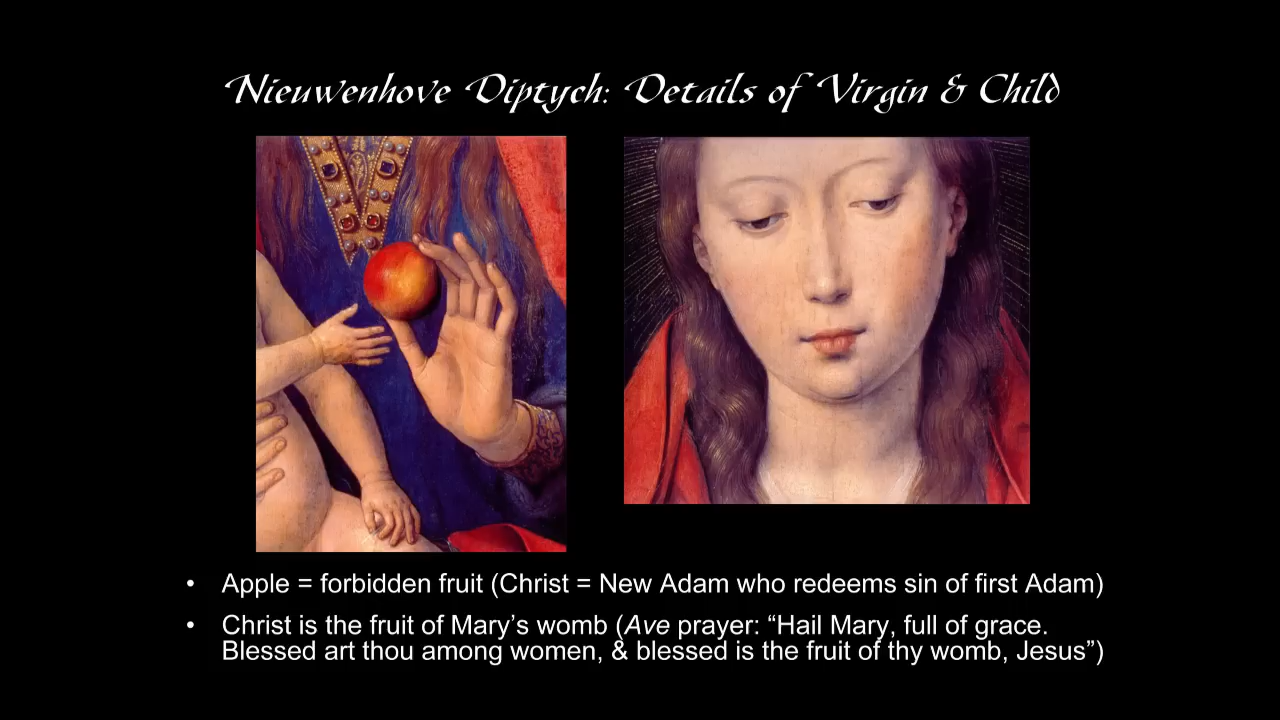 Nieuwenhove Diptych: Details of Virgin & Child
• Apple = forbidden fruit (Christ = New Adam who redeems sin of first Adam)
• Christ is the fruit of Mary’s womb (Ave prayer: “Hail Mary, full of grace.
Blessed art thou among women, & blessed is the fruit of thy womb, Jesus”)